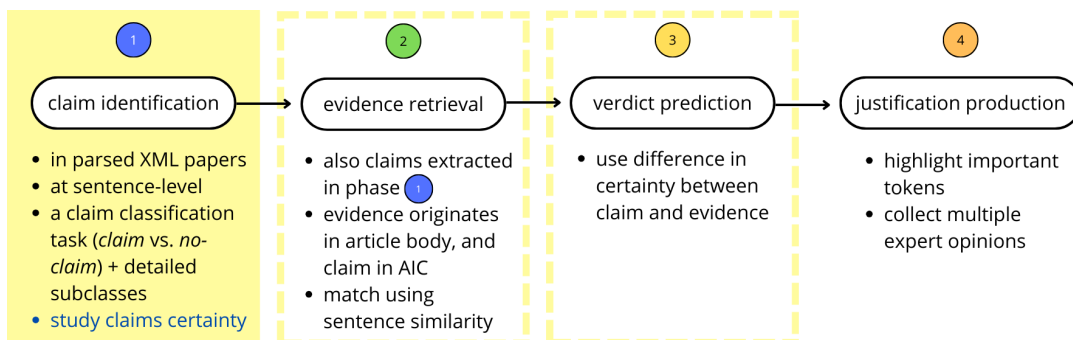 1
claim identification
in parsed XML papers
at sentence-level
a claim classification
task (claim vs. no-
claim) + detailed
subclasses
study claims certainty
2
evidence retrieval
also claims extracted
in phase 1
evidence originates
in article body, and
claim in AIC
match using
sentence similarity
3
verdict prediction
use difference in
certainty between
claim and evidence
4
justification production
highlight important
tokens
collect multiple
expert opinions